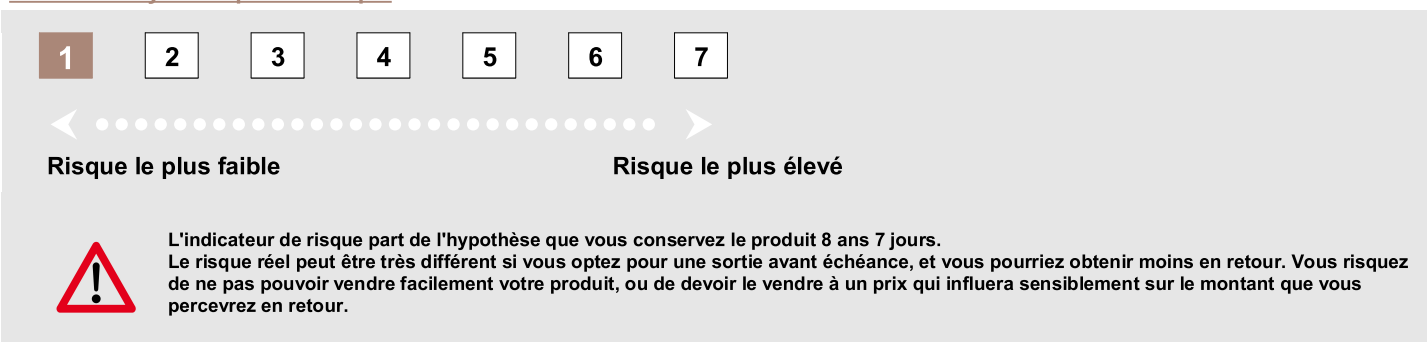 1 2 3 4 5 6 7
Risque le plus faible Risque le plus élevé
L'indicateur de risque part de l'hypothèse que vous conservez le produit 8 ans 7 jours.
Le risque réel peut être très différent si vous optez pour une sortie avant échéance, et vous pourriez obtenir moins en retour. Vous risquez
de ne pas pouvoir vendre facilement votre produit, ou de devoir le vendre à un prix qui influera sensiblement sur le montant que vous
percevrez en retour.